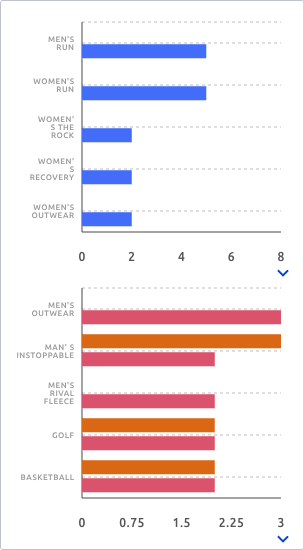 MEN'S
RUN
WOMEN'S
RUN
WOMEN'
S THE
ROCK
WOMEN'
S
RECOVERY
WOMEN'S
OUTWEAR
0 2 4 6 8
MEN'S
OUTWEAR
MAN' S
INSTOPPABLE
MEN'S
RIVAL
FLEECE
GOLF
BASKETBALL
0 0.75 1.5 2.25 3